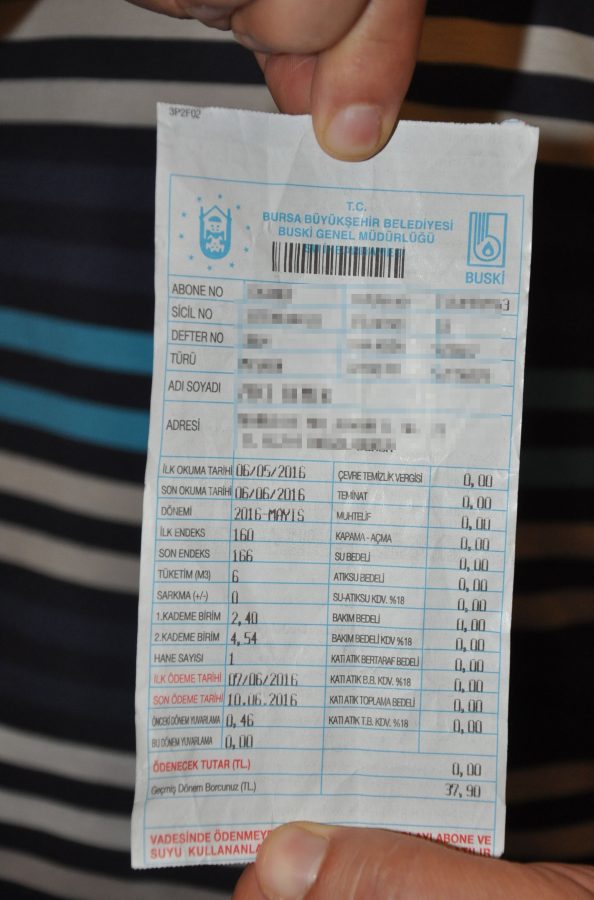 3P2F02
T.C.
BURSA BÜYÜKŞEHİR BELEDİYESİ
BUSKİ GENEL MÜDÜRLÜĞÜ
BUSKİ
ABONE NO
SİCİL NO
DEFTER NO
TÜRÜ
ADI SOYADI
ADRESİ
İLK OKUMA TARİHİ 06/05/2016 ÇEVRE TEMİZLİK VERGİSİ 0,00
SON OKUMA TARİHİ 06/06/2016 TEMİNAT 0,00
DÖNEMİ 2016-MAYIS MUHTELİF 0,00
İLK ENDEKS 160 KAPAMA - AÇMA 0,00
SON ENDEKS 166 SU BEDELİ 0,00
TÜKETİM (M3) 6 ATIKSU BEDELİ 0,00
SARKMA (+/-) 0 SU-ATIKSU KDV. %18 0,00
1.KADEME BİRİM 2,40 BAKIM BEDELİ 0,00
2.KADEME BİRİM 4,54 BAKIM BEDELİ KDV %18 0,00
HANE SAYISI 1 KATI ATIK BERTARAF BEDELİ 0,00
İLK ÖDEME TARİHİ 07/06/2016 KATI ATIK B.B. KDV. %18 0,00
SON ÖDEME TARİHİ 10.06.2016 KATI ATIK TOPLAMA BEDELİ 0,00
ÖNCEKİ DÖNEM YUVARLAMA 0,46 KATI ATIK T.B. KDV. %18 0,00
BU DÖNEM YUVARLAMA 0,00
ÖDENECEK TUTAR (TL.) 0,00
Geçmiş Dönem Borcunuz (TL.) 37,90
VADESİNDE ÖDENMEYE ABONE VE
SUYU KULLANANLA